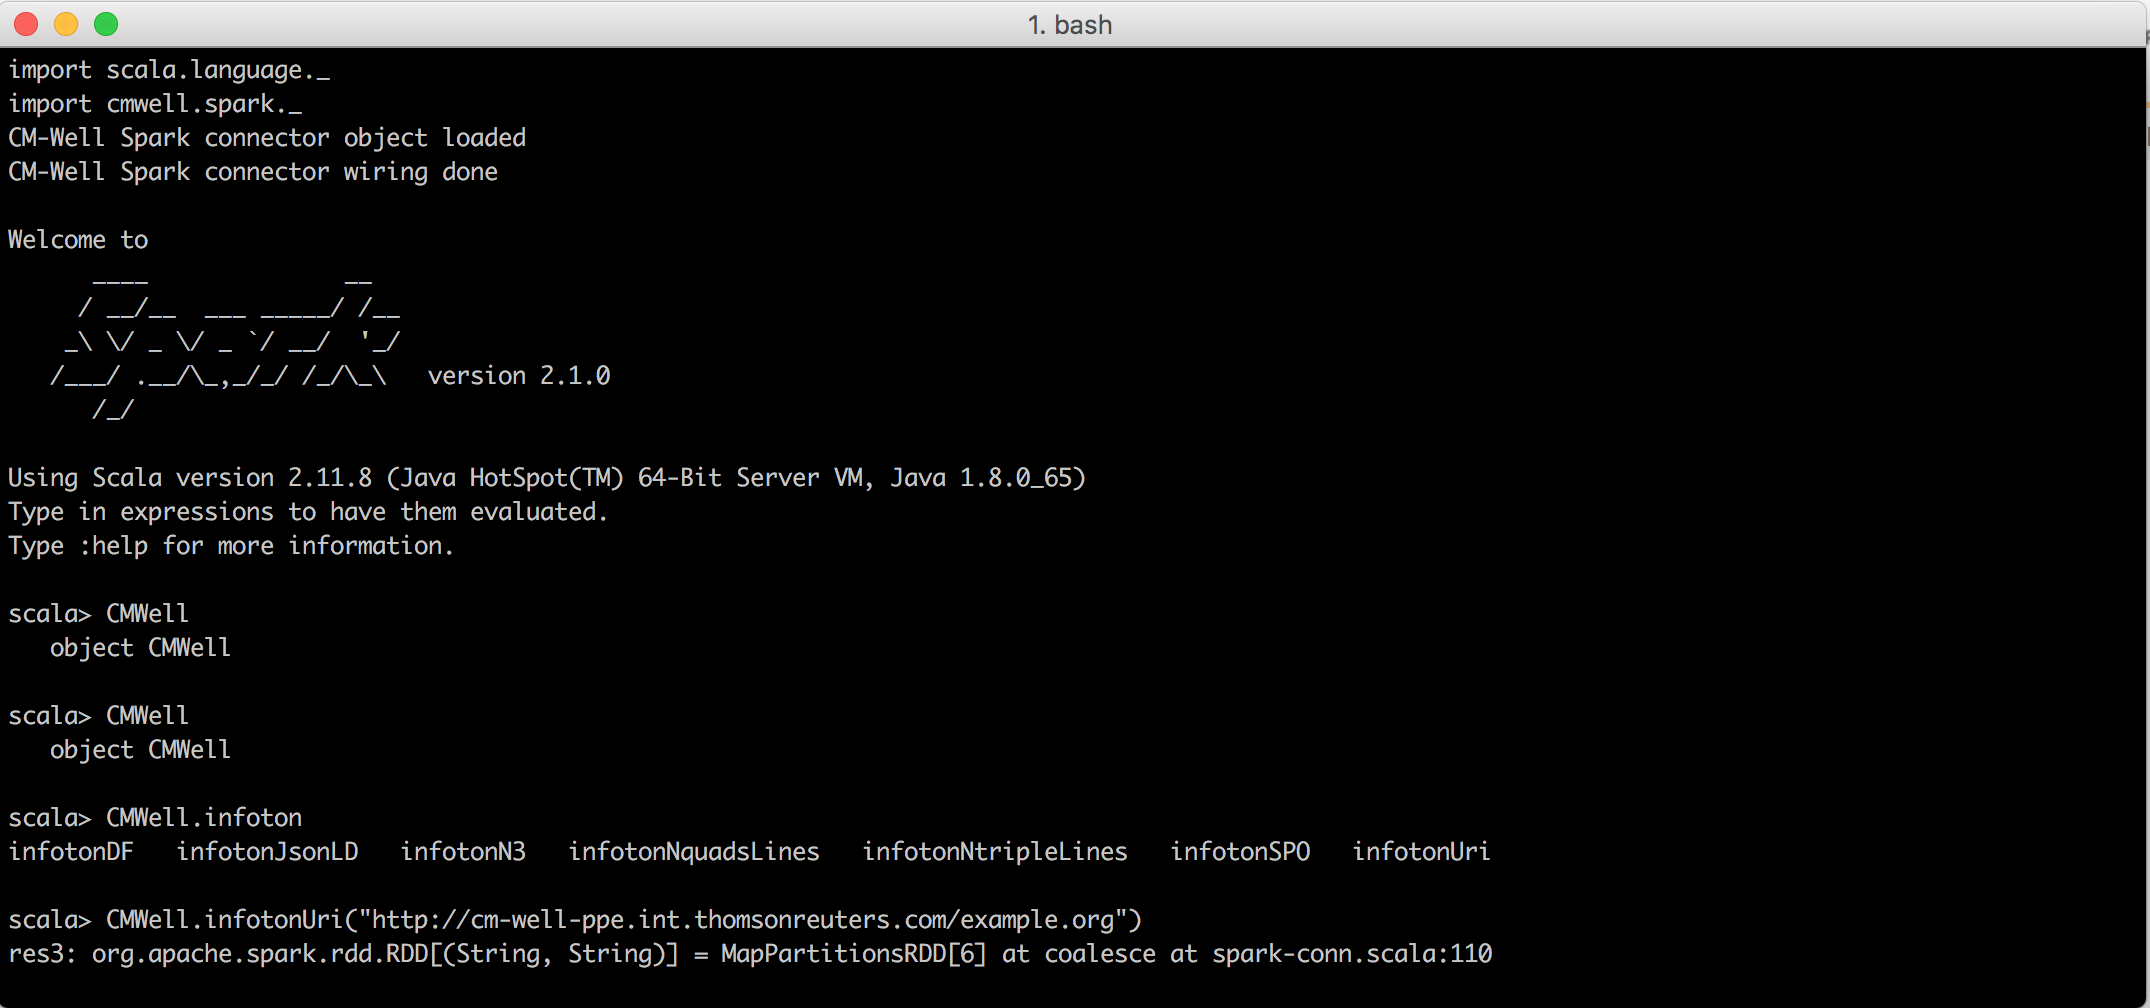 1. bash
import scala.language._
import cmwell.spark._
CM-Well Spark connector object loaded
CM-Well Spark connector wiring done
Welcome to
      ____              __
     / __/__  ___ _____/ /__
    _\ \/ _ \/ _ `/ __/  '_/
   /___/ .__/\_,_/_/ /_/\_\   version 2.1.0
      /_/
Using Scala version 2.11.8 (Java HotSpot(TM) 64-Bit Server VM, Java 1.8.0_65)
Type in expressions to have them evaluated.
Type :help for more information.
scala> CMWell
   object CMWell
scala> CMWell
   object CMWell
scala> CMWell.infoton
infotonDF   infotonJsonLD   infotonN3   infotonNquadsLines   infotonNtripleLines   infotonSPO   infotonUri
scala> CMWell.infotonUri("http://cm-well-ppe.int.thomsonreuters.com/example.org")
res3: org.apache.spark.rdd.RDD[(String, String)] = MapPartitionsRDD[6] at coalesce at spark-conn.scala:110